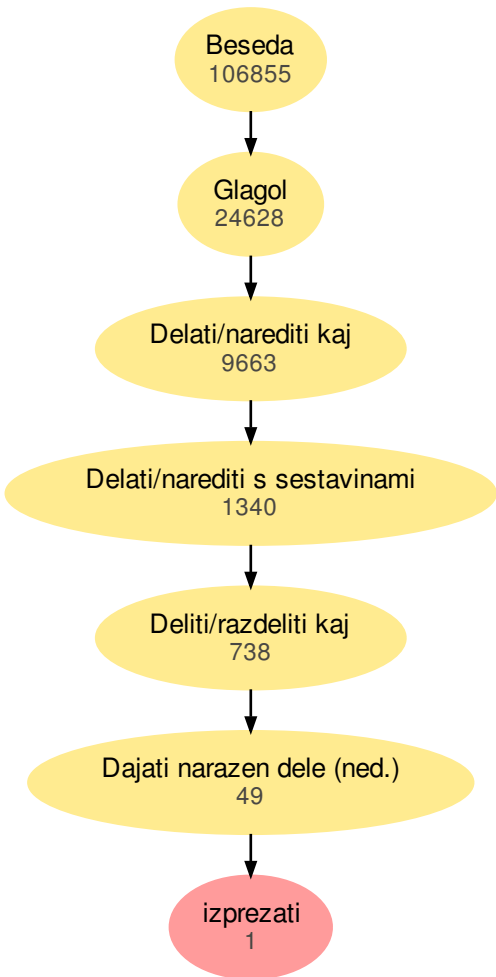 Beseda
106855
Glagol
24628
Delati/narediti kaj
9663
Delati/narediti s sestavinami
1340
Deliti/razdeliti kaj
738
Dajati narazen dele (ned.)
49
izprezati
1